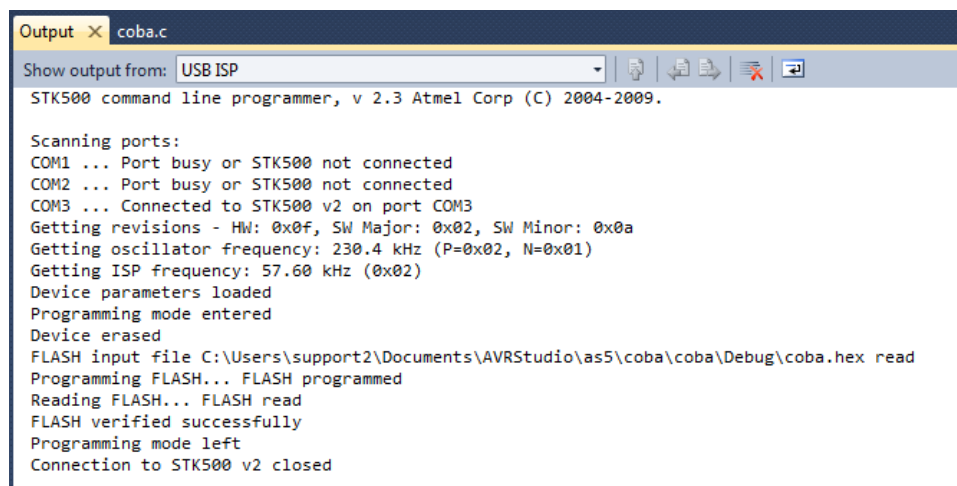 Output coba.c
Show output from: USB ISP
STK500 command line programmer, v 2.3 Atmel Corp (C) 2004-2009.
Scanning ports:
COM1 ... Port busy or STK500 not connected
COM2 ... Port busy or STK500 not connected
COM3 ... Connected to STK500 v2 on port COM3
Getting revisions - HW: 0x0f, SW Major: 0x02, SW Minor: 0x0a
Getting oscillator frequency: 230.4 kHz (P=0x02, N=0x01)
Getting ISP frequency: 57.60 kHz (0x02)
Device parameters loaded
Programming mode entered
Device erased
FLASH input file C:\Users\support2\Documents\AVRStudio\as5\coba\coba\Debug\coba.hex read
Programming FLASH... FLASH programmed
Reading FLASH... FLASH read
FLASH verified successfully
Programming mode left
Connection to STK500 v2 closed